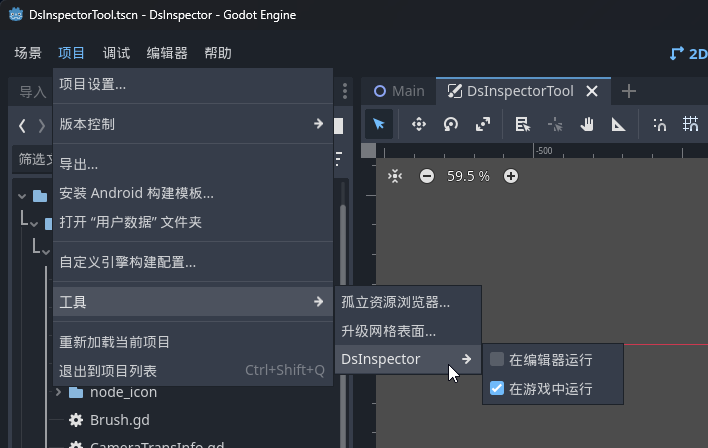 DsInspectorTool.tscn - DsInspector - Godot Engine
场景 项目 调试 编辑器 帮助 2D
导入
Main DsInspectorTool
项目设置...
版本控制
导出...
安装 Android 构建模板...
打开 “用户数据” 文件夹
自定义引擎构建配置...
工具
重新加载当前项目
退出到项目列表 Ctrl+Shift+Q
筛选
-500
59.5 %
孤立资源浏览器...
升级网格表面...
DsInspector
在编辑器运行
在游戏中运行
node_icon
Brush.gd
CameraTransInfo.gd